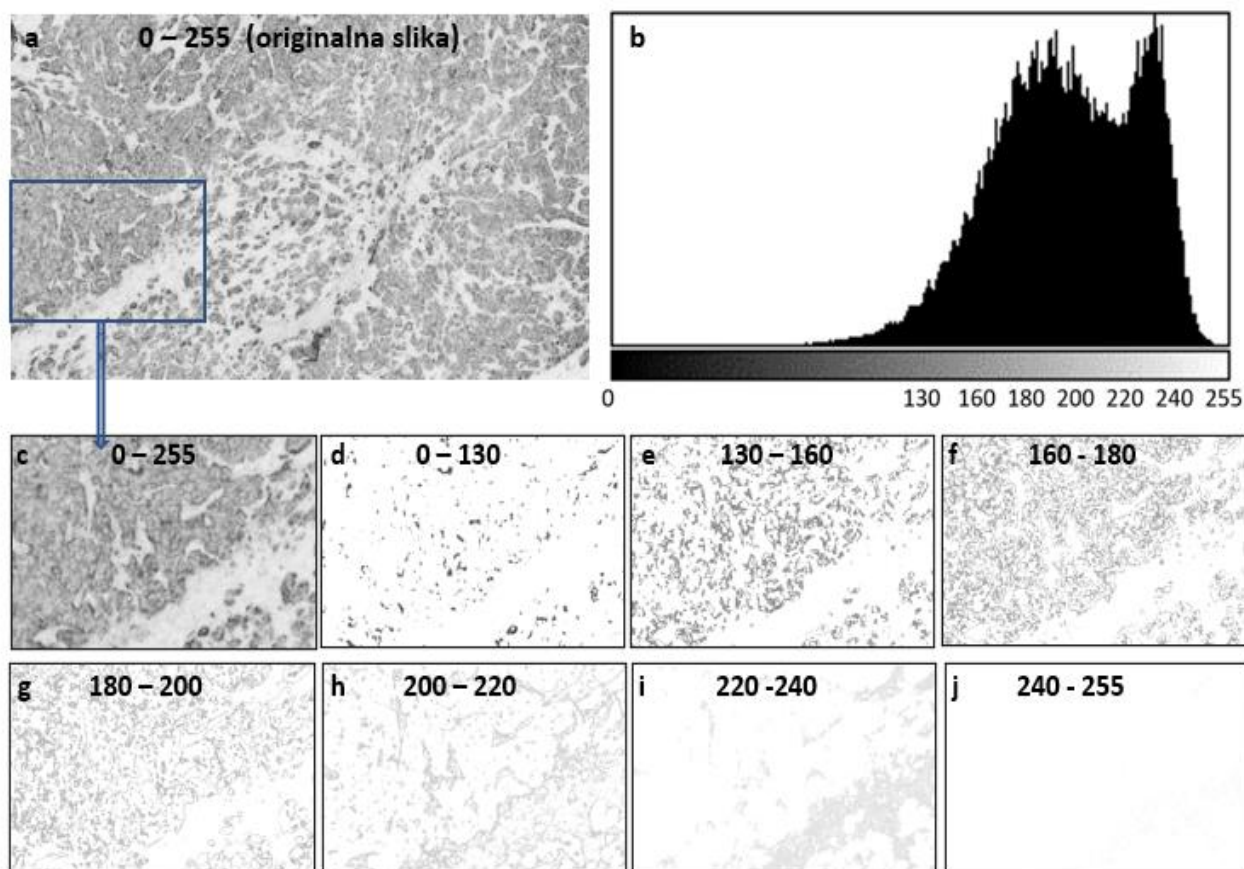 a 0 – 255 (originalna slika)
b
0 130 160 180 200 220 240 255
c 0 – 255
d 0 – 130
e 130 – 160
f 160 - 180
g 180 – 200
h 200 – 220
i 220 -240
j 240 - 255